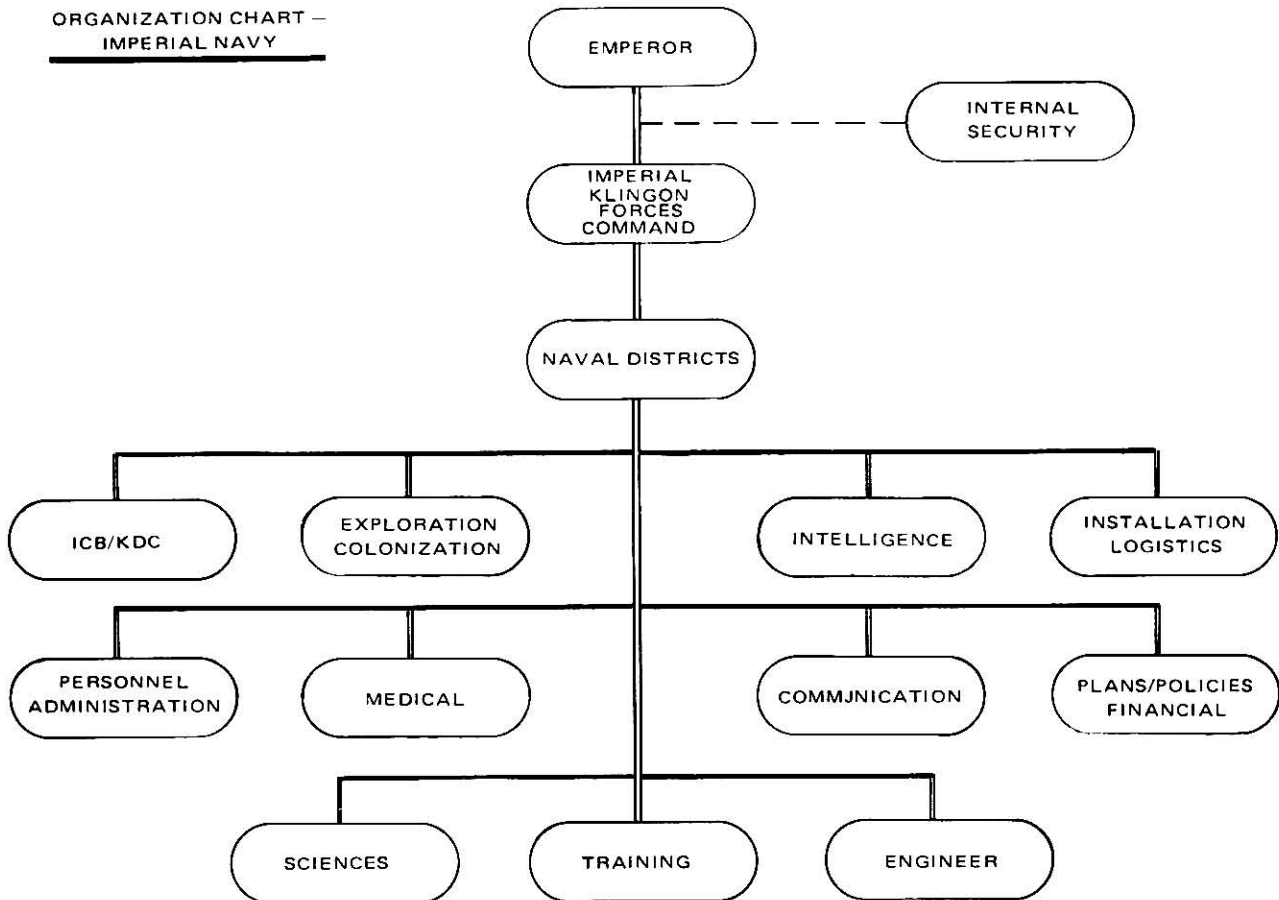 ORGANIZATION CHART –
IMPERIAL NAVY
EMPEROR
INTERNAL
SECURITY
IMPERIAL
KLINGON
FORCES
COMMAND
NAVAL DISTRICTS
ICB/KDC
EXPLORATION
COLONIZATION
INTELLIGENCE
INSTALLATION
LOGISTICS
PERSONNEL
ADMINISTRATION
MEDICAL
COMMJNICATION
PLANS/POLICIES
FINANCIAL
SCIENCES
TRAINING
ENGINEER